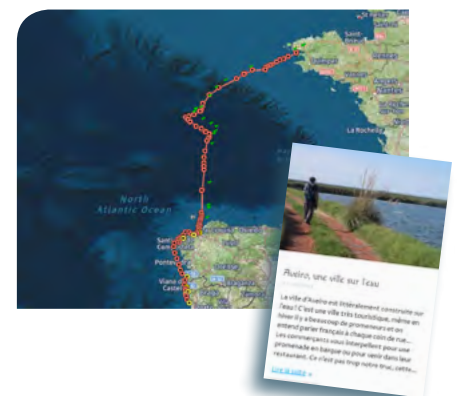 Saint-
Brieuc
Rennes
Quimper
Vannes
Nantes
La Rochelle
North
Atlantic Ocean
Viana do
Castelo
Aveiro, une ville sur l'eau
La ville d'Aveiro est littéralement construite sur
l'eau ! C'est une ville très touristique, même en
hiver il y a beaucoup de promeneurs et on
entend parler français à chaque coin de rue...
Les commerçants vous interpellent pour une
promenade en barque ou pour venir dans leur
restaurant. Ce n'est pas trop notre truc, cette...
Lire la suite »